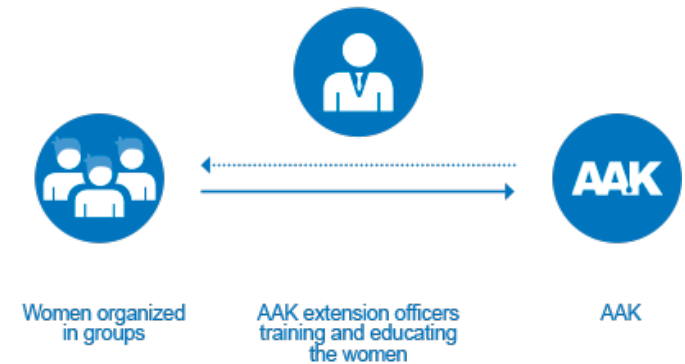 AAK
Women organized
in groups
AAK extension officers
training and educating
the women
AAK